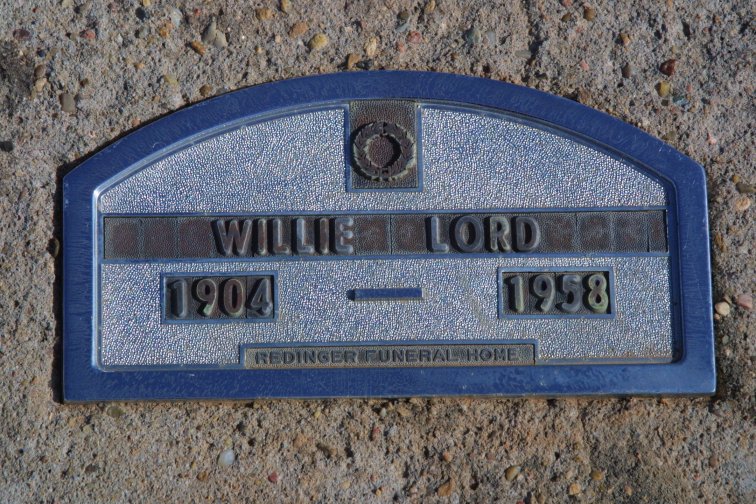 WILLIE LORD
1904 — 1958
REDINGER FUNERAL HOME